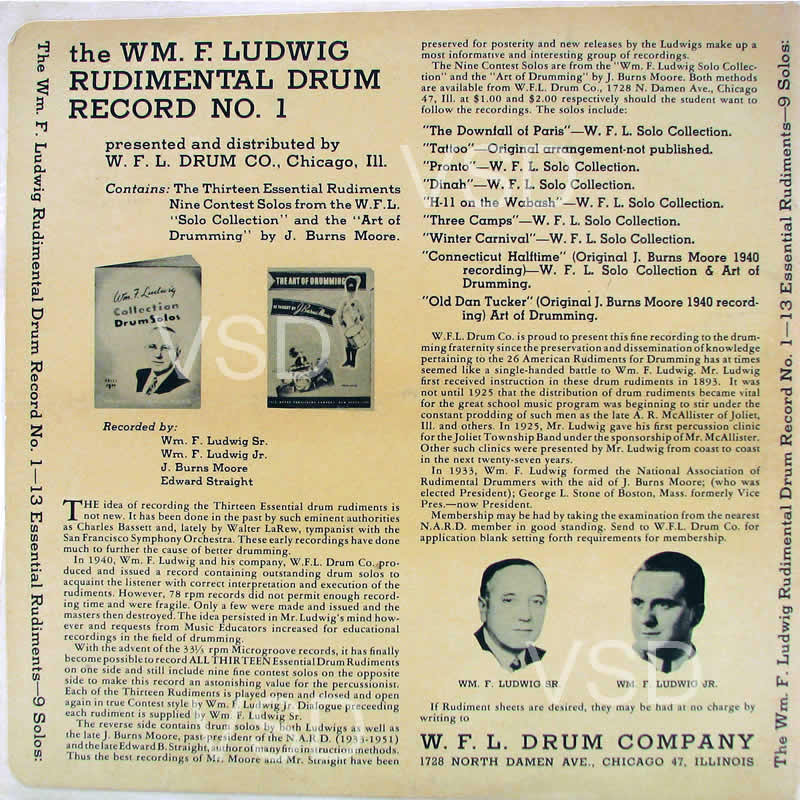 The Wm. F. Ludwig Rudimental Drum Record No. 1—13 Essential Rudiments—9 Solos:
the WM. F. LUDWIG
RUDIMENTAL DRUM
RECORD NO. 1
presented and distributed by
W. F. L. DRUM CO., Chicago, Ill.
Contains: The Thirteen Essential Rudiments
Nine Contest Solos from the W.F.L.
"Solo Collection" and the "Art of
Drumming" by J. Burns Moore.
Wm. F. Ludwig
Collection
Drum Solos
THE ART OF DRUMMING
J. Burns Moore
Recorded by:
Wm. F. Ludwig Sr.
Wm. F. Ludwig Jr.
J. Burns Moore
Edward Straight
THE idea of recording the Thirteen Essential drum rudiments is
not new. It has been done in the past by such eminent authorities
as Charles Bassett and, lately by Walter LaRew, tympanist with the
San Francisco Symphony Orchestra. These early recordings have done
much to further the cause of better drumming.
In 1940, Wm. F. Ludwig and his company, W.F.L. Drum Co. pro-
duced and issued a record containing outstanding drum solos to
acquaint the listener with correct interpretation and execution of the
rudiments. However, 78 rpm records did not permit enough record-
ing time and were fragile. Only a few were made and issued and the
masters then destroyed. The idea persisted in Mr. Ludwig's mind how-
ever and requests from Music Educators increased for educational
recordings in the field of drumming.
With the advent of the 33⅓ rpm Microgroove records, it has finally
become possible to record ALL THIRTEEN Essential Drum Rudiments
on one side and still include nine fine contest solos on the opposite
side to make this record an astonishing value for the percussionist.
Each of the Thirteen Rudiments is played open and closed and open
again in true Contest style by Wm. F. Ludwig Jr. Dialogue preceeding
each rudiment is supplied by Wm. F. Ludwig Sr.
The reverse side contains drum solos by both Ludwigs as well as
the late J. Burns Moore, past president of the N.A.R.D. (1933-1951)
and the late Edward B. Straight, author of many fine instruction methods.
Thus the best recordings of Mr. Moore and Mr. Straight have been
preserved for posterity and new releases by the Ludwigs make up a
most informative and interesting group of recordings.
The Nine Contest Solos are from the "Wm. F. Ludwig Solo Collec-
tion" and the "Art of Drumming" by J. Burns Moore. Both methods
are available from W.F.L. Drum Co., 1728 N. Damen Ave., Chicago
47, Ill. at $1.00 and $2.00 respectively should the student want to
follow the recordings. The solos include:
"The Downfall of Paris"—W. F. L. Solo Collection.
"Tattoo"—Original arrangement-not published.
"Pronto"—W. F. L. Solo Collection.
"Dinah"—W. F. L. Solo Collection.
"H-11 on the Wabash"—W. F. L. Solo Collection.
"Three Camps"—W. F. L. Solo Collection.
"Winter Carnival"—W. F. L. Solo Collection.
"Connecticut Halftime" (Original J. Burns Moore 1940
recording)—W. F. L. Solo Collection & Art of
Drumming.
"Old Dan Tucker" (Original J. Burns Moore 1940 record-
ing) Art of Drumming.
W.F.L. Drum Co. is proud to present this fine recording to the drum-
ming fraternity since the preservation and dissemination of knowledge
pertaining to the 26 American Rudiments for Drumming has at times
seemed like a single-handed battle to Wm. F. Ludwig. Mr. Ludwig
first received instruction in these drum rudiments in 1893. It was
not until 1925 that the distribution of drum rudiments became vital
for the great school music program was beginning to stir under the
constant prodding of such men as the late A. R. McAllister of Joliet,
Ill. and others. In 1925, Mr. Ludwig gave his first percussion clinic
for the Joliet Township Band under the sponsorship of Mr. McAllister.
Other such clinics were presented by Mr. Ludwig from coast to coast
in the next twenty-seven years.
In 1933, Wm. F. Ludwig formed the National Association of
Rudimental Drummers with the aid of J. Burns Moore; (who was
elected President); George L. Stone of Boston, Mass. formerly Vice
Pres.—now President.
Membership may be had by taking the examination from the nearest
N.A.R.D. member in good standing. Send to W.F.L. Drum Co. for
application blank setting forth requirements for membership.
WM. F. LUDWIG SR.
WM. F. LUDWIG JR.
If Rudiment sheets are desired, they may be had at no charge by
writing to
W. F. L. DRUM COMPANY
1728 NORTH DAMEN AVE., CHICAGO 47, ILLINOIS
The Wm. F. Ludwig Rudimental Drum Record No. 1—13 Essential Rudiments—9 Solos:
VSD
VSD
VSD
VSD